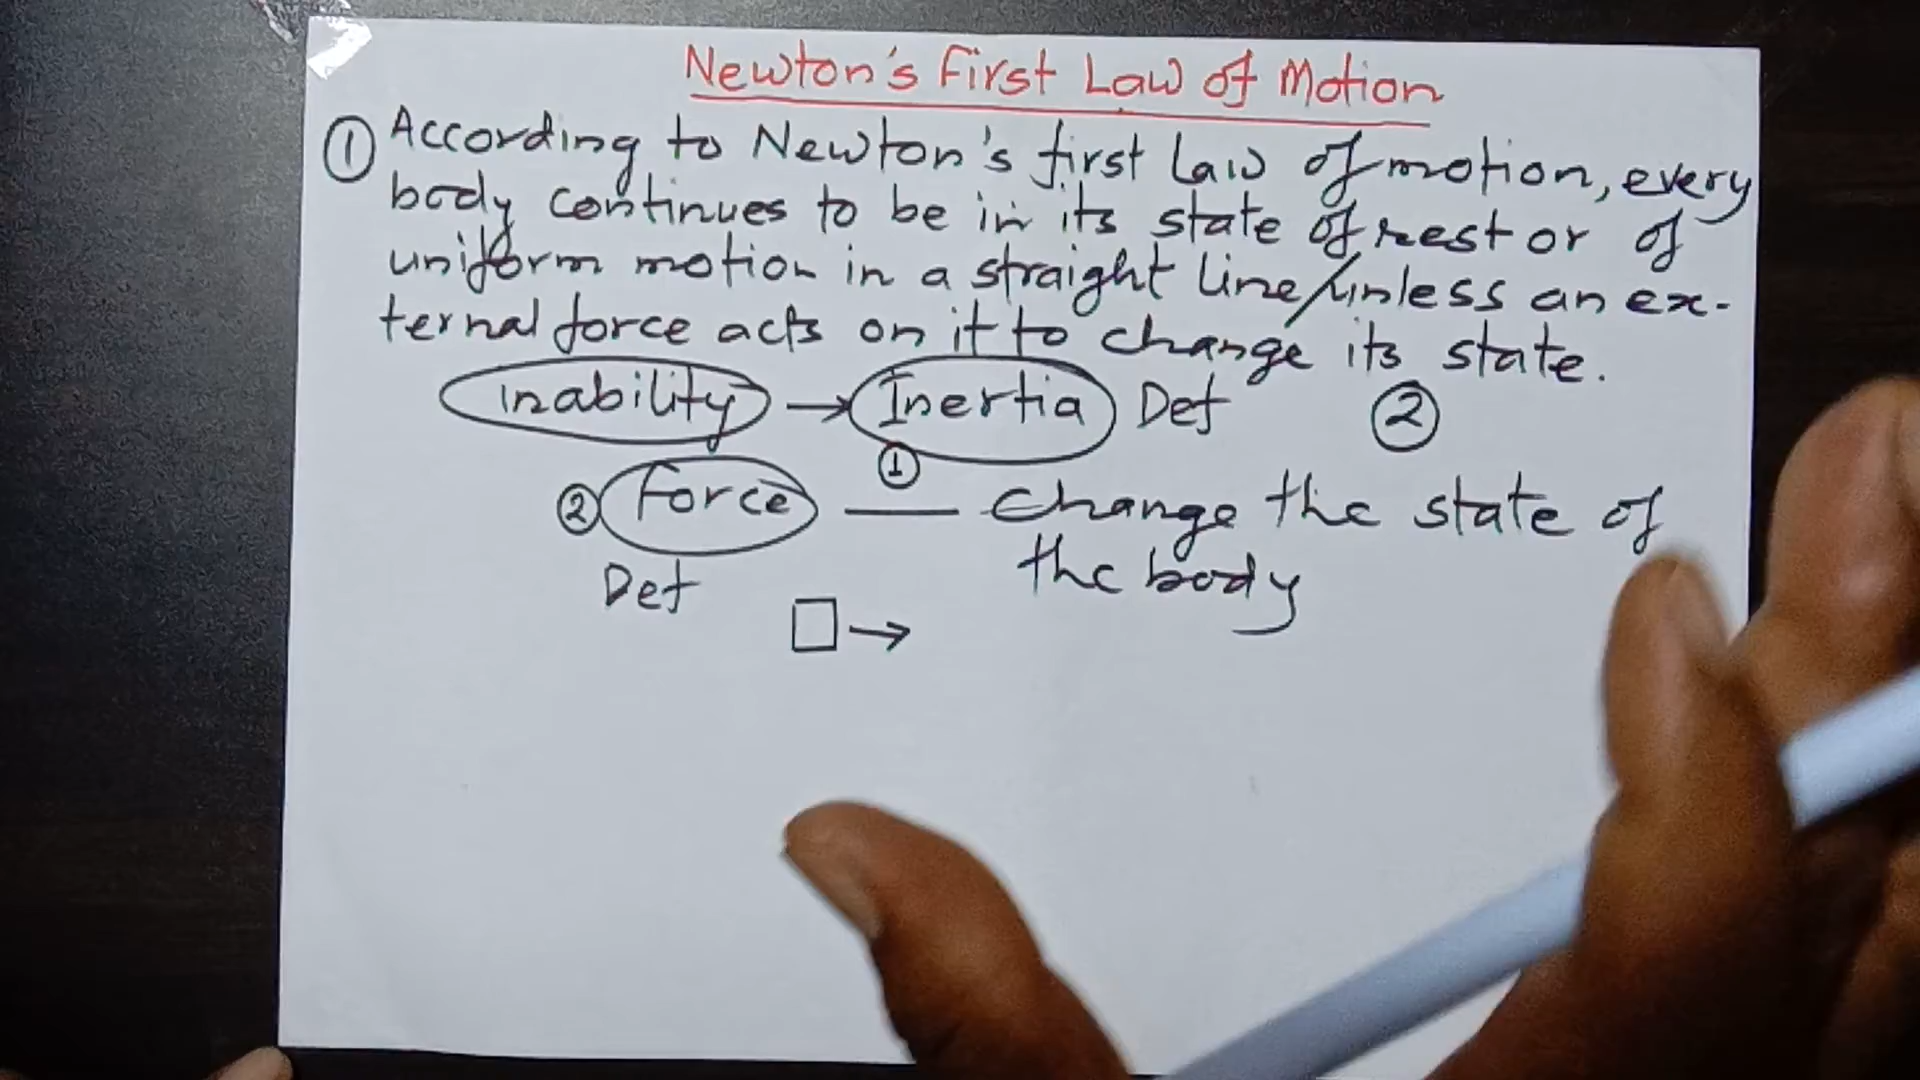 Newton's First Law of Motion
① According to Newton's first law of motion, every
body continues to be in its state of rest or of
uniform motion in a straight line/unless an ex-
ternal force acts on it to change its state.
Inability → Inertia Def ②
①
② Force — change the state of
the body
Def